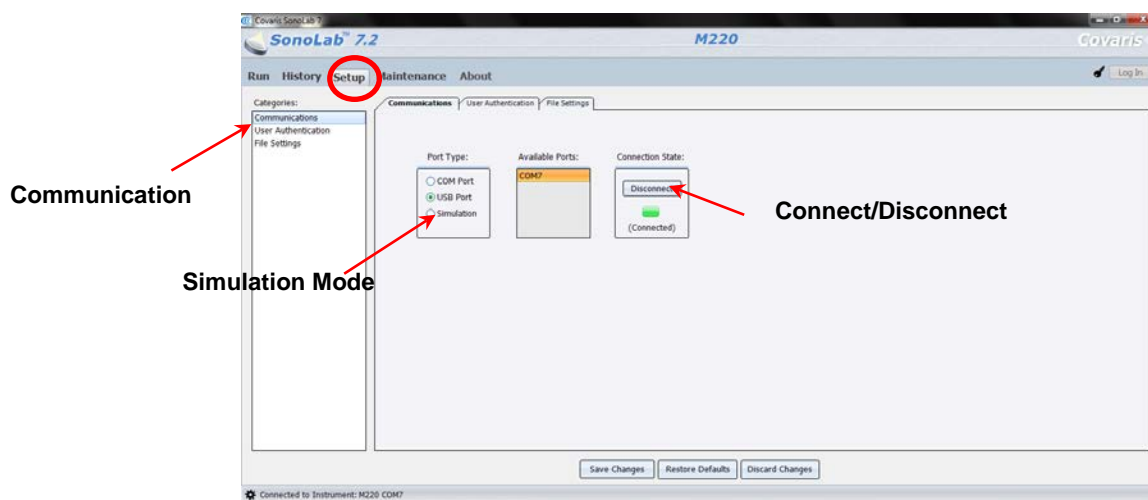 Covaris SonoLab 7
SonoLab™ 7.2
M220
Covaris
Run History Setup Maintenance About
Log In
Categories:
Communications
User Authentication
File Settings
Communications User Authentication File Settings
Port Type:
COM Port
USB Port
Simulation
Available Ports:
COM7
Connection State:
Disconnect
(Connected)
Communication
Connect/Disconnect
Simulation Mode
Save Changes Restore Defaults Discard Changes
Connected to Instrument: M220 COM7